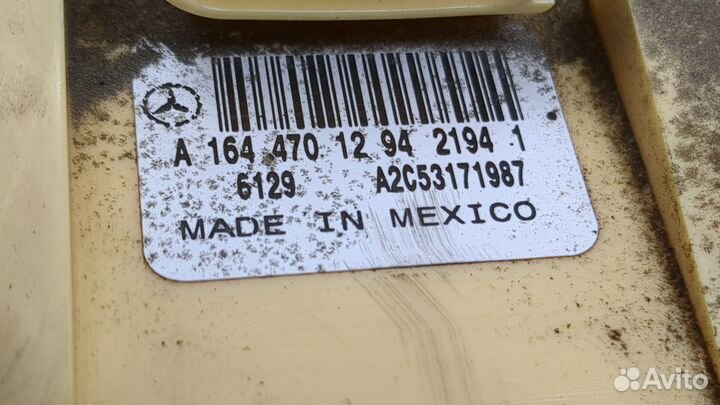 A 164 470 12 94 2194 1
6129 A2C53171987
MADE IN MEXICO
Avito